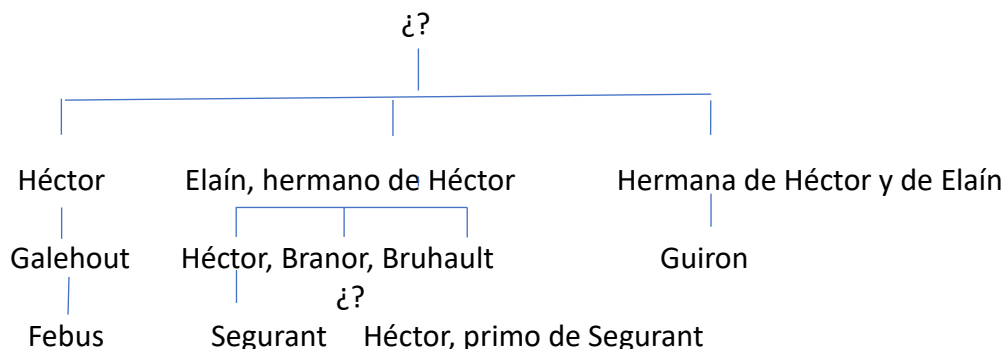 ¿?
Héctor Elaín, hermano de Héctor Hermana de Héctor y de Elaín
Galehout Héctor, Branor, Bruhault Guiron
¿?
Febus Segurant Héctor, primo de Segurant